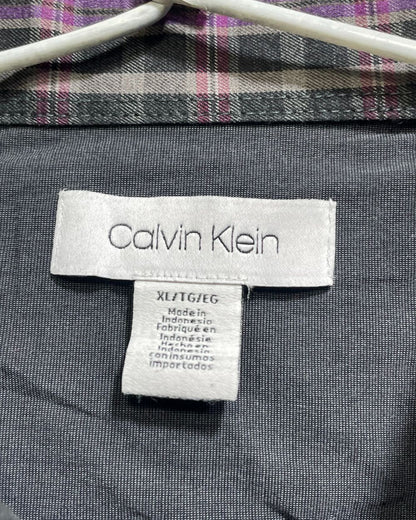 Calvin Klein
XL/TG/EG
Made in
Indonesia
Fabriqué en
Indonésie
Hecho en
Indonesia
con insumos
importados